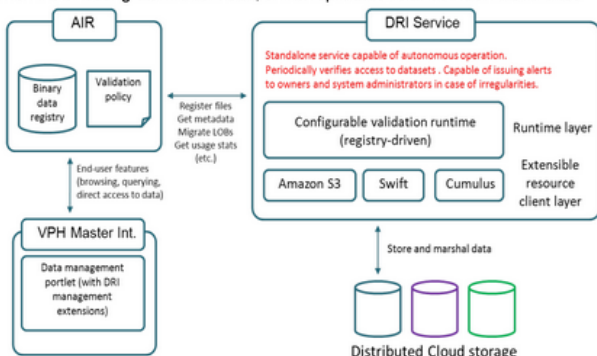 AIR
Binary
data
registry
Validation
policy
Register files
Get metadata
Migrate LOBs
Get usage stats
(etc.)
End-user features
(browsing, querying,
direct access to data)
VPH Master Int.
Data management
portlet (with DRI
management
extensions)
DRI Service
Standalone service capable of autonomous operation.
Periodically verifies access to datasets . Capable of issuing alerts
to owners and system administrators in case of irregularities.
Configurable validation runtime
(registry-driven)
Runtime layer
Amazon S3
Swift
Cumulus
Extensible
resource
client layer
Store and marshal data
Distributed Cloud storage